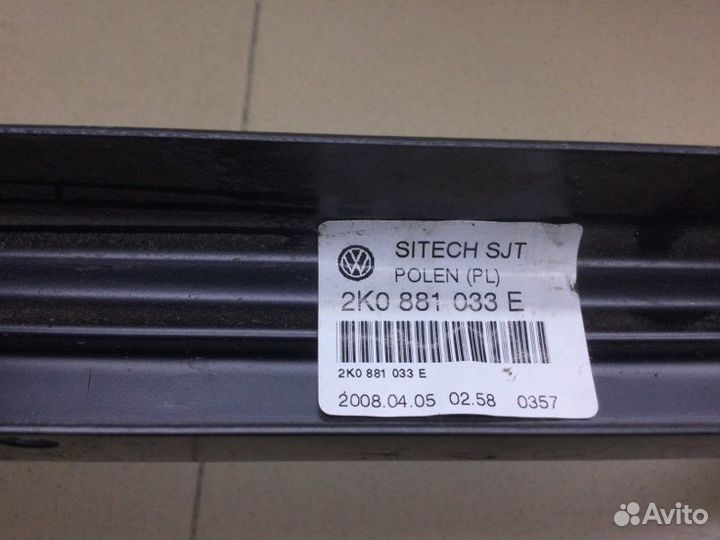 SITECH SJT
POLEN (PL)
2K0 881 033 E
2K0 881 033 E
2008.04.05 02.58 0357
Avito